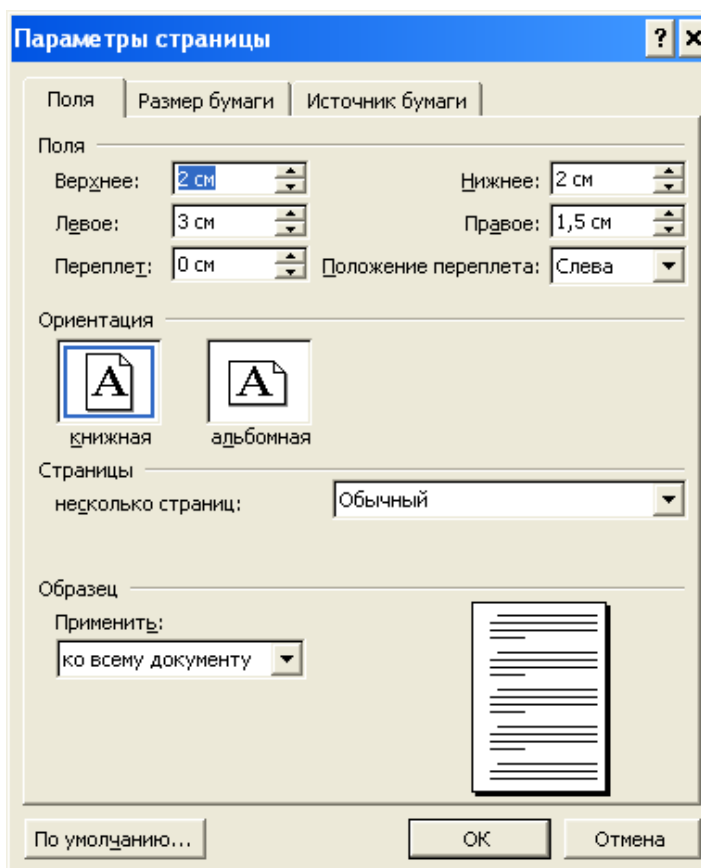 Параметры страницы
Поля Размер бумаги Источник бумаги
Поля
Верхнее: 2 см Нижнее: 2 см
Левое: 3 см Правое: 1,5 см
Переплет: 0 см Положение переплета: Слева
Ориентация
A A
книжная альбомная
Страницы
несколько страниц: Обычный
Образец
Применить:
ко всему документу
По умолчанию... ОК Отмена